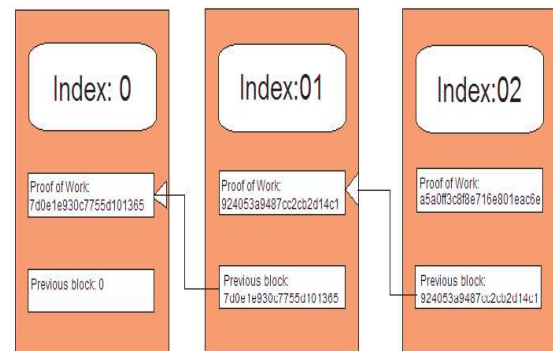 Index: 0
Proof of Work:
7d0e1e930c7755d101365
Previous block: 0
Index:01
Proof of Work:
924053a9487cc2cb2d14c1
Previous block:
7d0e1e930c7755d101365
Index:02
Proof of Work:
a5a0ff3c8f8e716e801eac6e
Previous block:
924053a9487cc2cb2d14c1